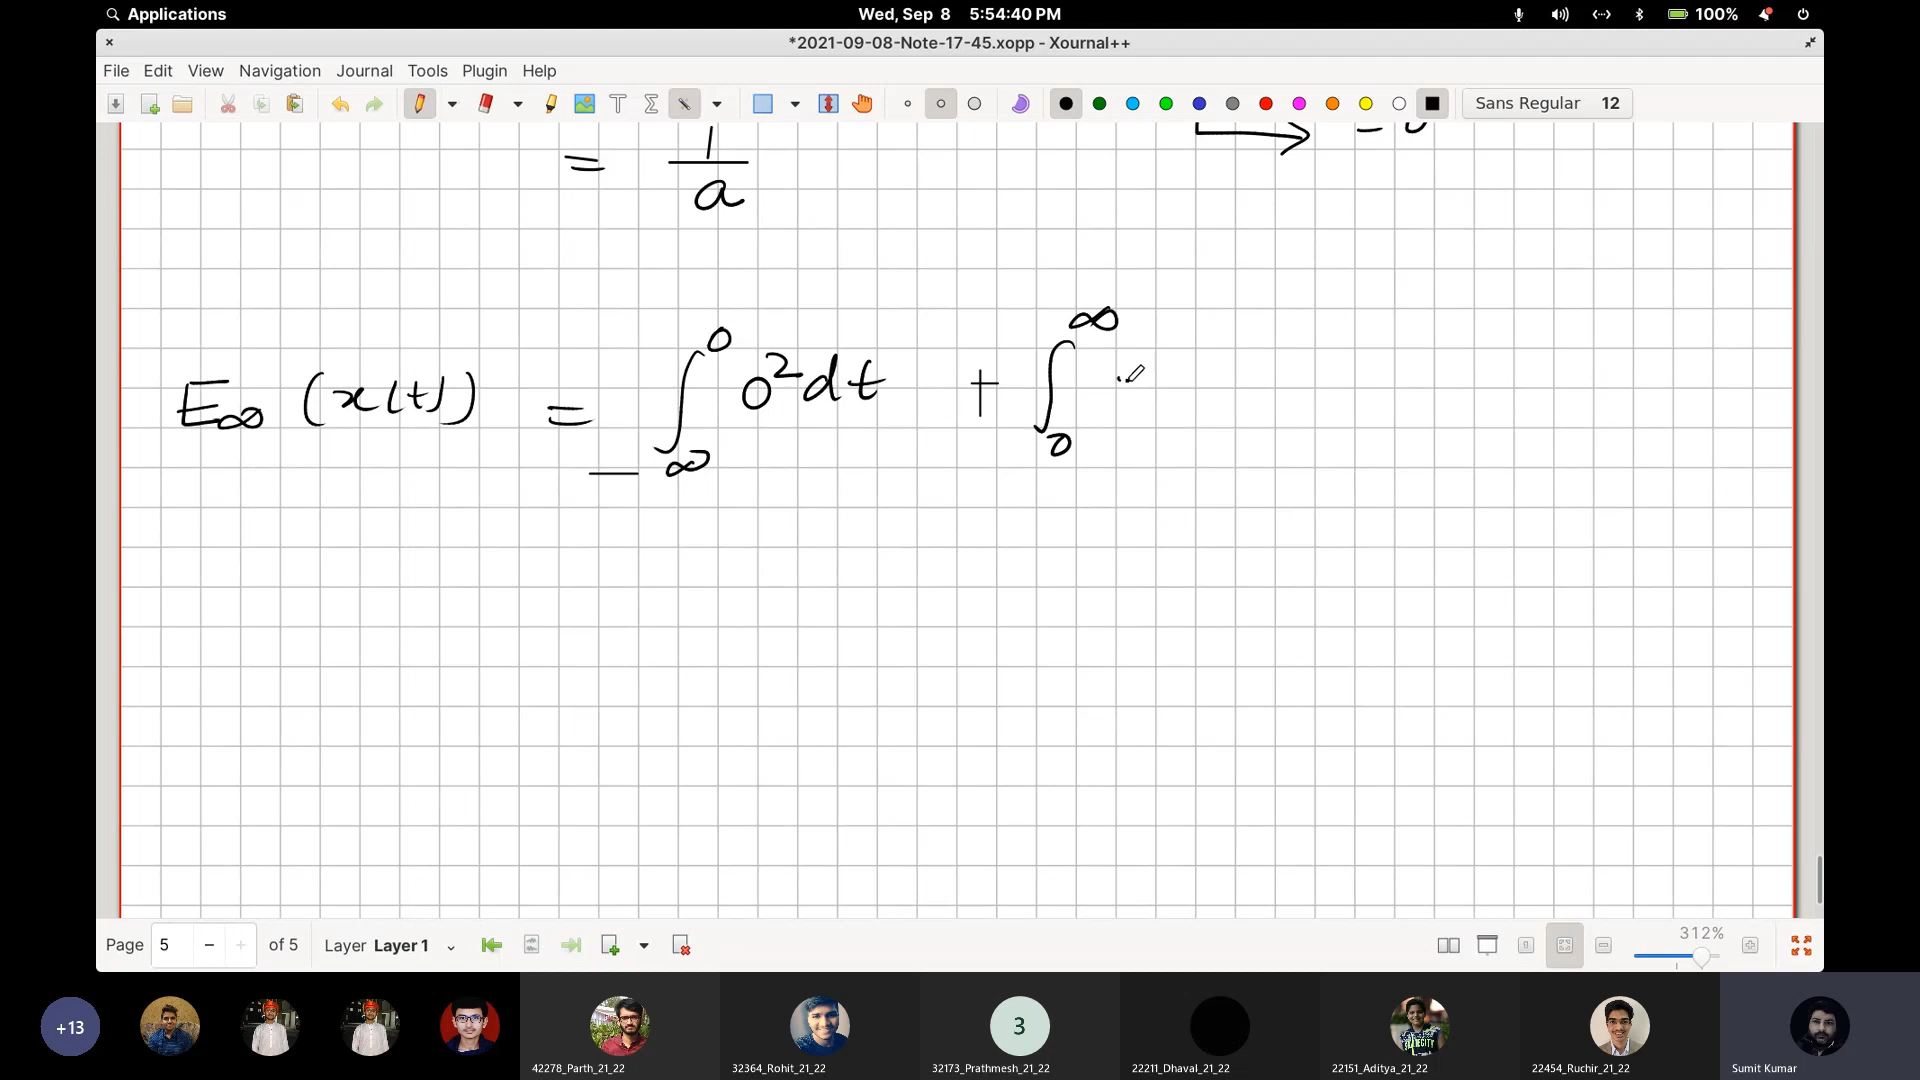 Applications
Wed, Sep 8 5:54:40 PM
100%
*2021-09-08-Note-17-45.xopp - Xournal++
File Edit View Navigation Journal Tools Plugin Help
Sans Regular 12
= 1/a
E∞ (x(t)) = ∫_{-∞}^{0} 0² dt + ∫_{0}^{∞}
Page 5 of 5 Layer Layer 1
312%
+13
3
42278_Parth_21_22
32364_Rohit_21_22
32173_Prathmesh_21_22
22211_Dhaval_21_22
22151_Aditya_21_22
22454_Ruchir_21_22
Sumit Kumar